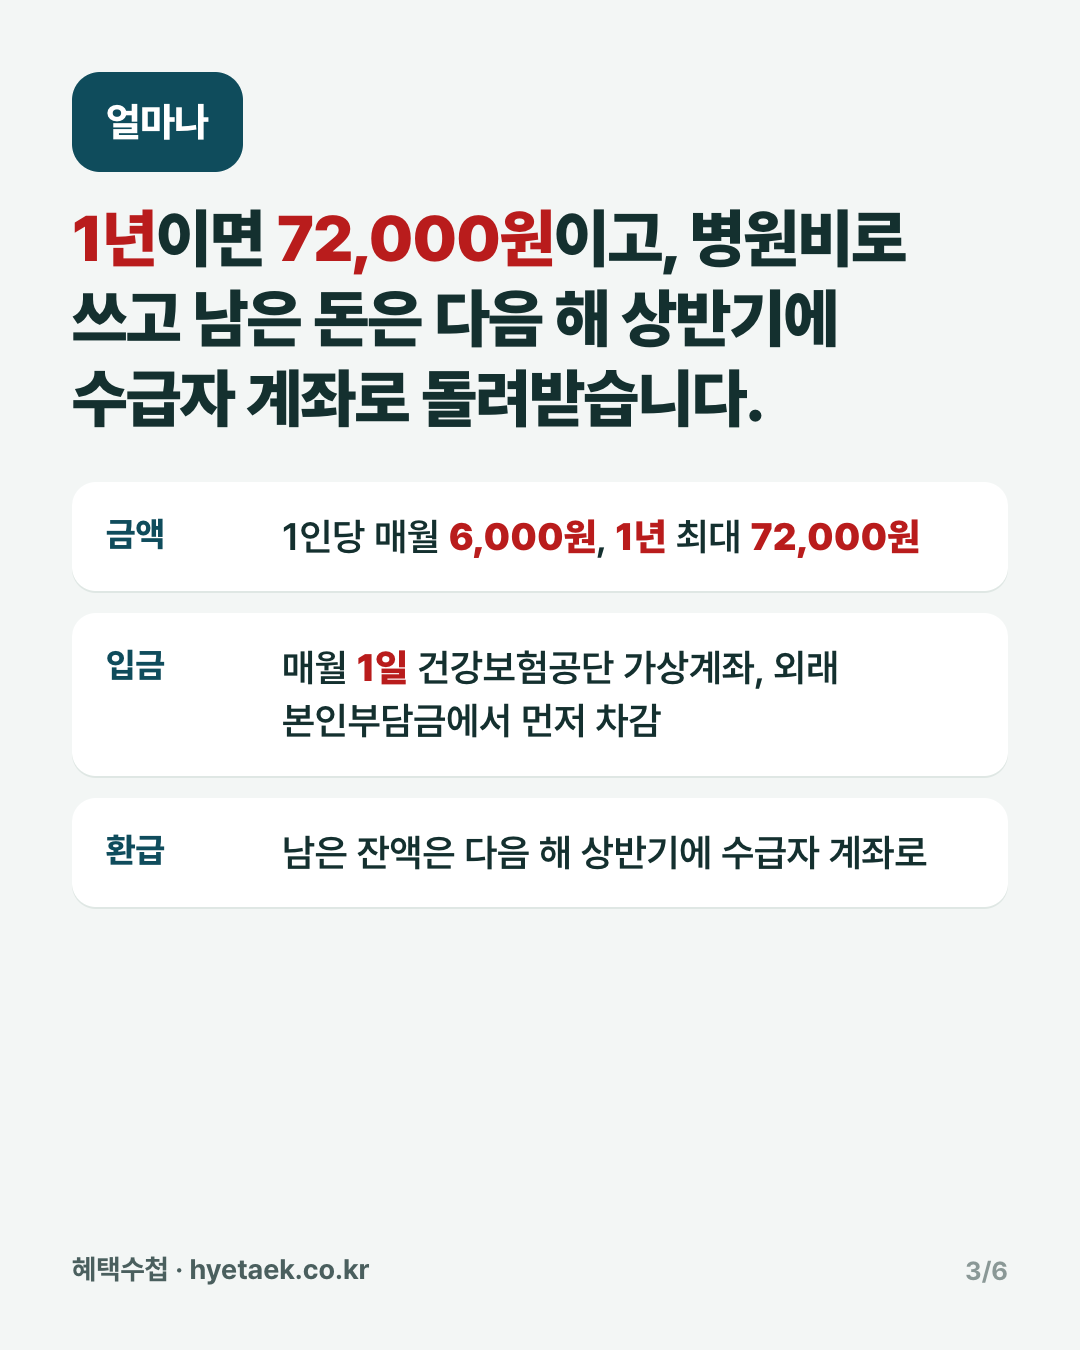 얼마나
1년이면 72,000원이고, 병원비로
쓰고 남은 돈은 다음 해 상반기에
수급자 계좌로 돌려받습니다.
금액
1인당 매월 6,000원, 1년 최대 72,000원
입금
매월 1일 건강보험공단 가상계좌, 외래
본인부담금에서 먼저 차감
환급
남은 잔액은 다음 해 상반기에 수급자 계좌로
혜택수첩 · hyetaek.co.kr
3/6